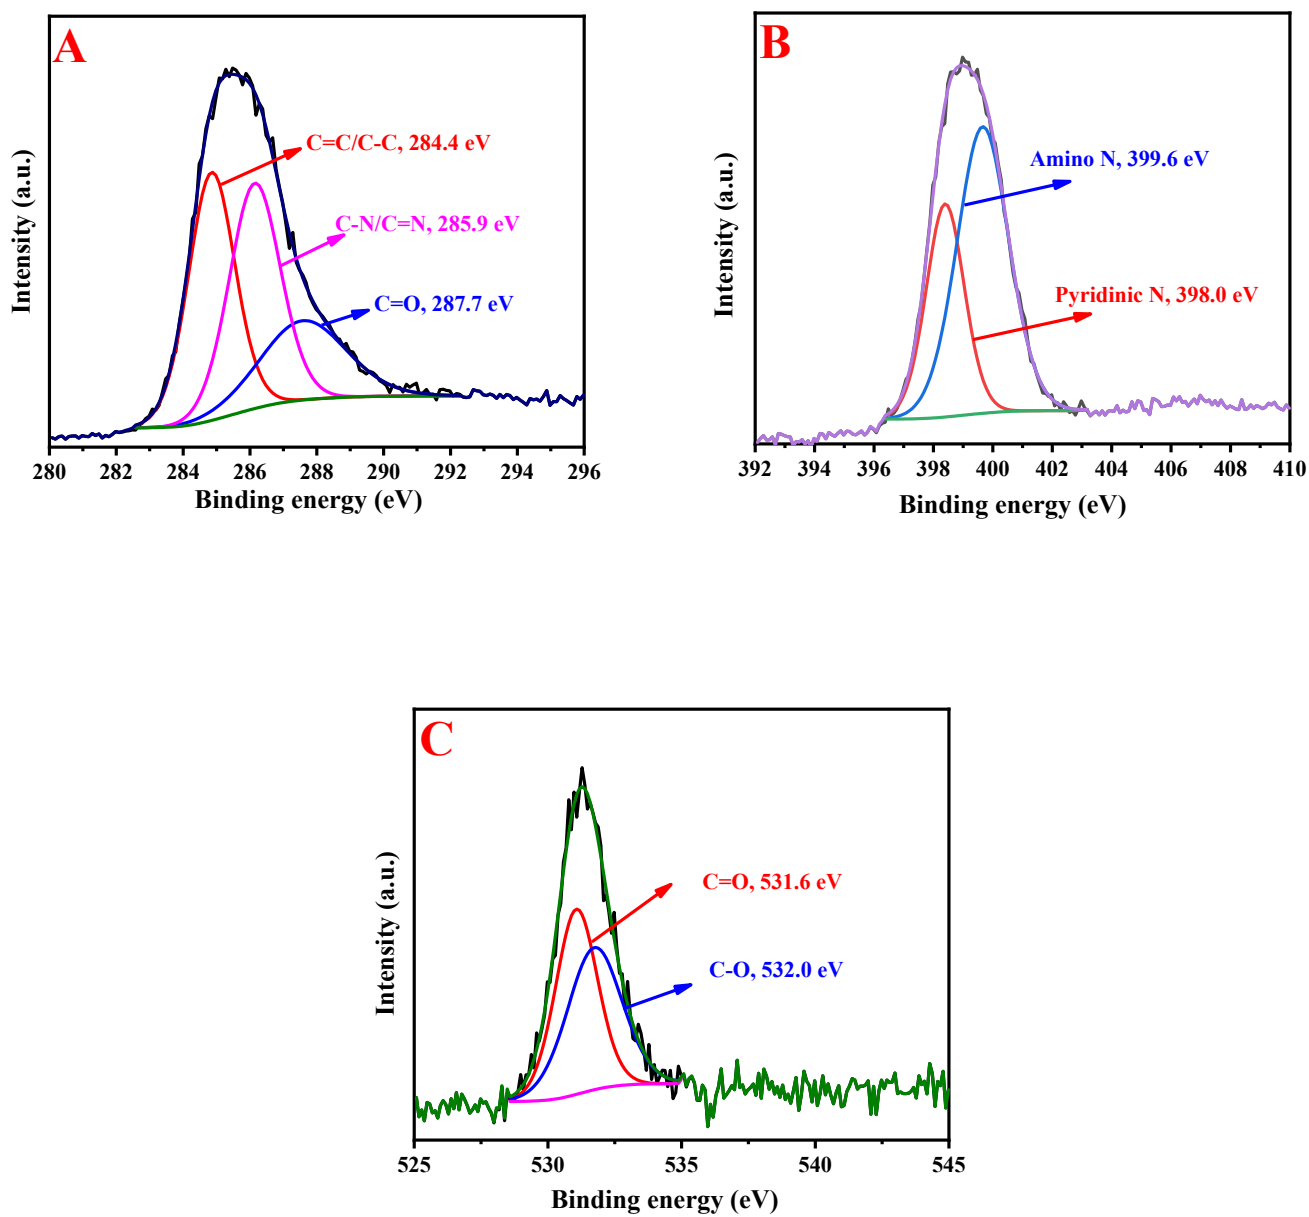 A
C=C/C-C, 284.4 eV
C-N/C=N, 285.9 eV
C=O, 287.7 eV
Intensity (a.u.)
280 282 284 286 288 290 292 294 296
Binding energy (eV)
B
Amino N, 399.6 eV
Pyridinic N, 398.0 eV
Intensity (a.u.)
392 394 396 398 400 402 404 406 408 410
Binding energy (eV)
C
C=O, 531.6 eV
C-O, 532.0 eV
Intensity (a.u.)
525 530 535 540 545
Binding energy (eV)